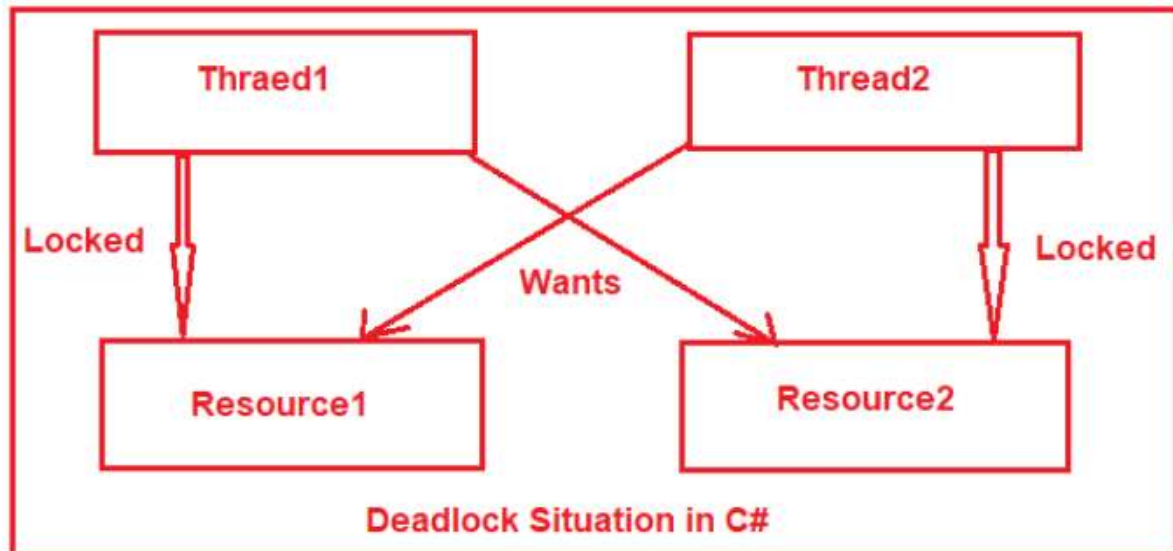 Thraed1
Thread2
Locked
Wants
Locked
Resource1
Resource2
Deadlock Situation in C#